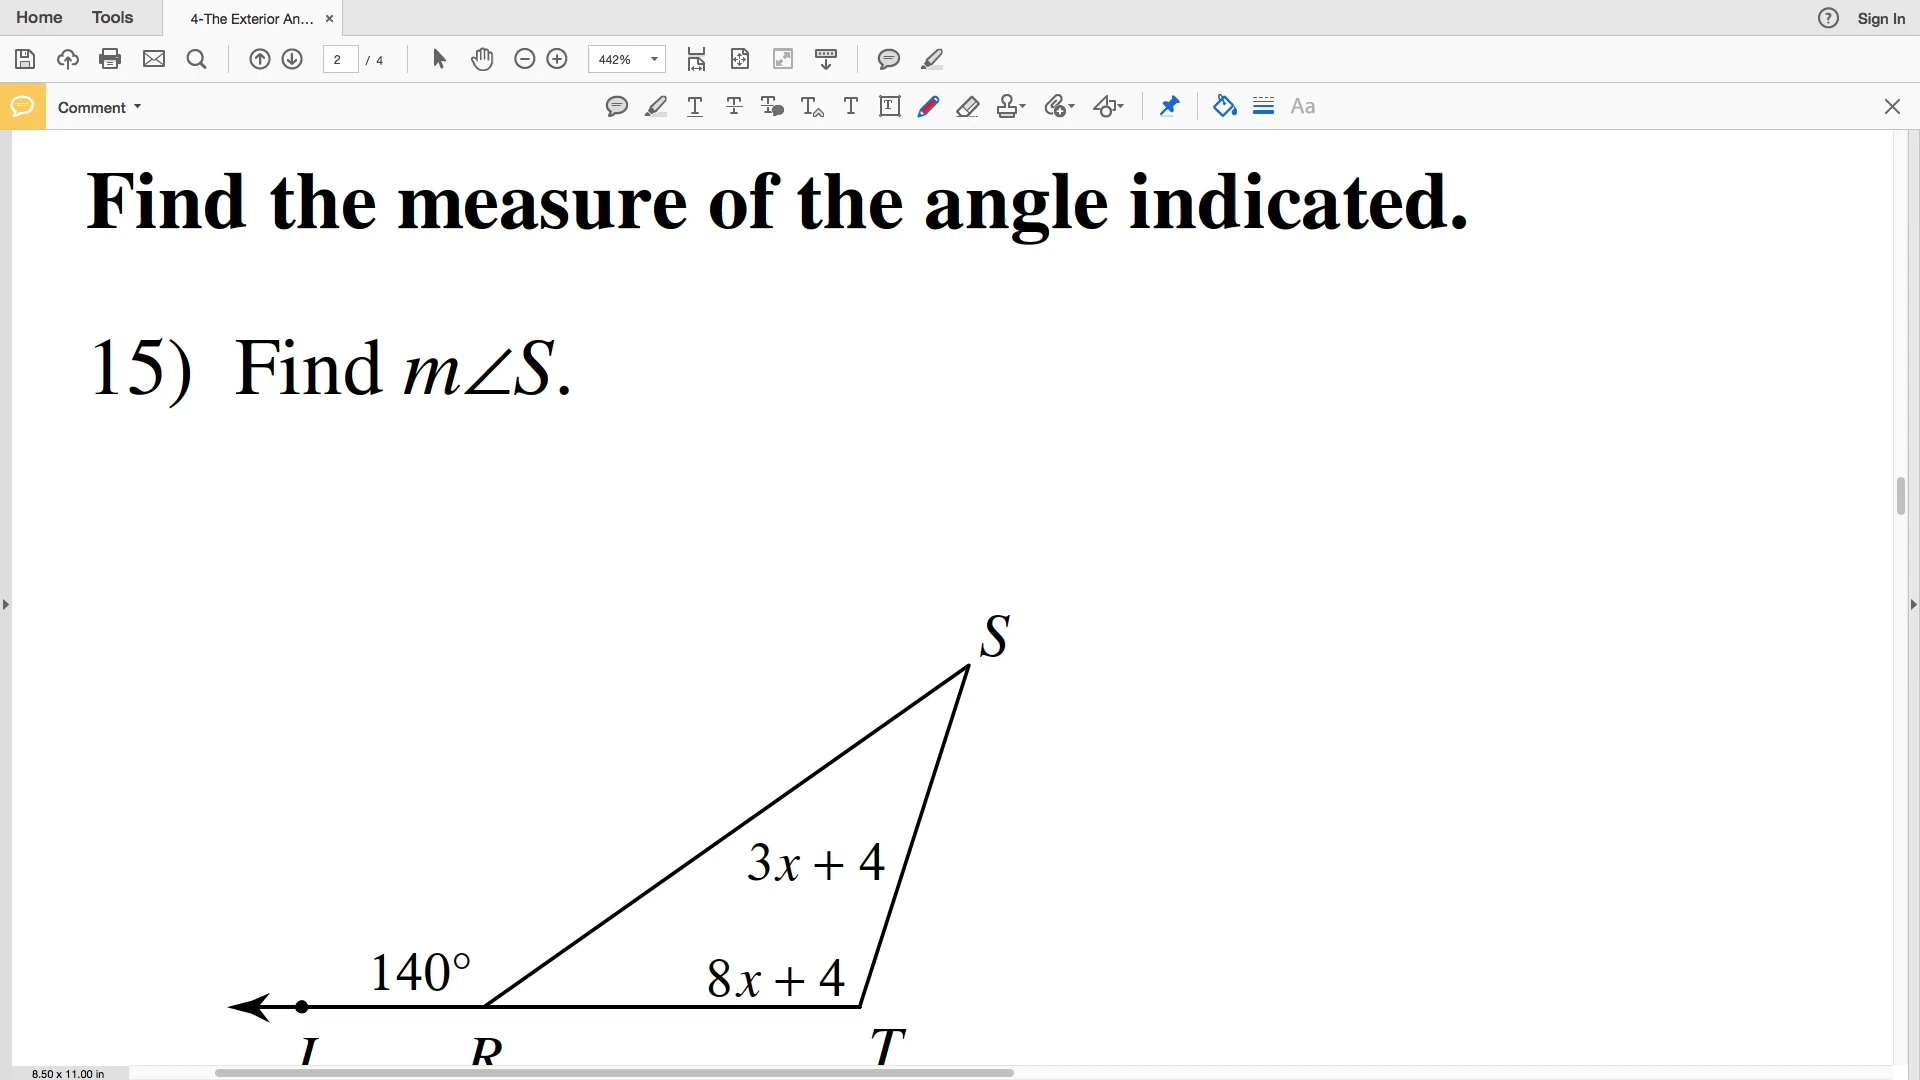 Home Tools 4-The Exterior An... × ? Sign In
2 / 4 442%
Comment Aa
Find the measure of the angle indicated.
15) Find m∠S.
S
3x + 4
140° 8x + 4
R T
8.50 x 11.00 in